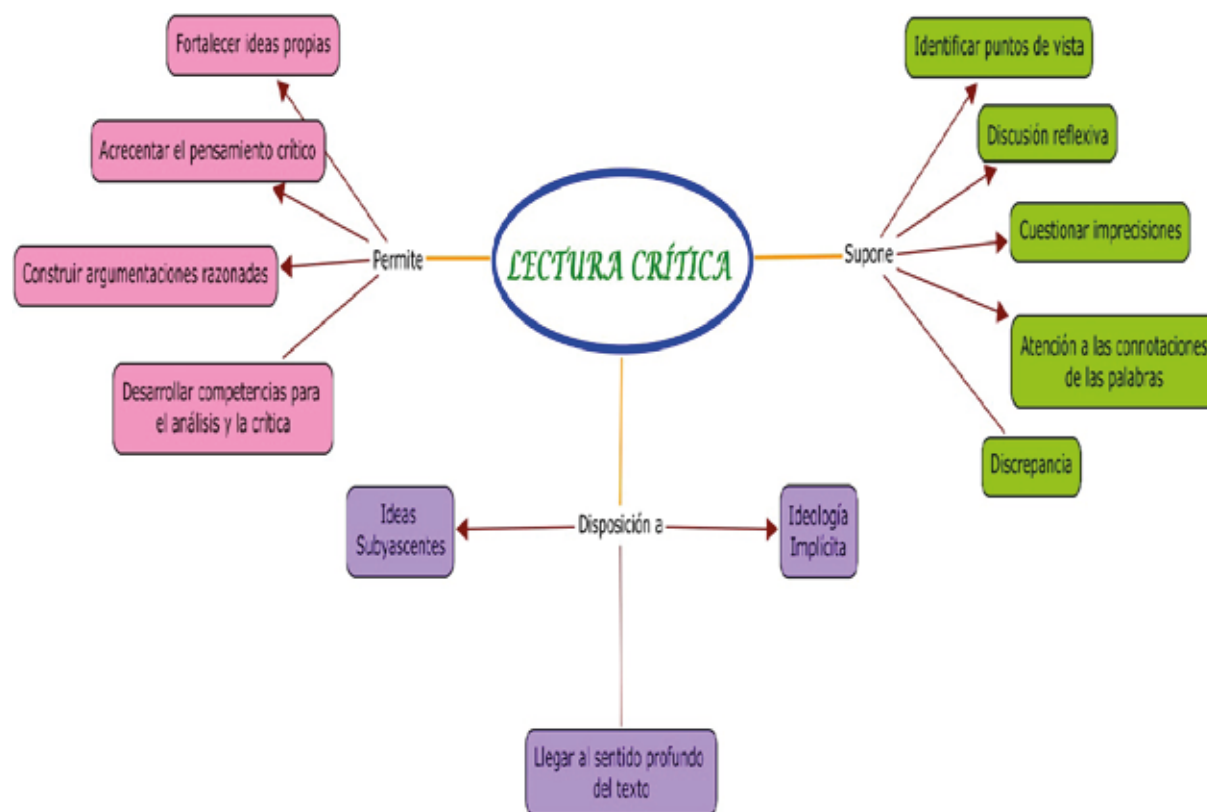 LECTURA CRÍTICA
Permite
Fortalecer ideas propias
Acrecentar el pensamiento crítico
Construir argumentaciones razonadas
Desarrollar competencias para
el análisis y la crítica
Supone
Identificar puntos de vista
Discusión reflexiva
Cuestionar imprecisiones
Atención a las connotaciones
de las palabras
Discrepancia
Disposición a
Ideas
Subyascentes
Ideología
Implícita
Llegar al sentido profundo
del texto